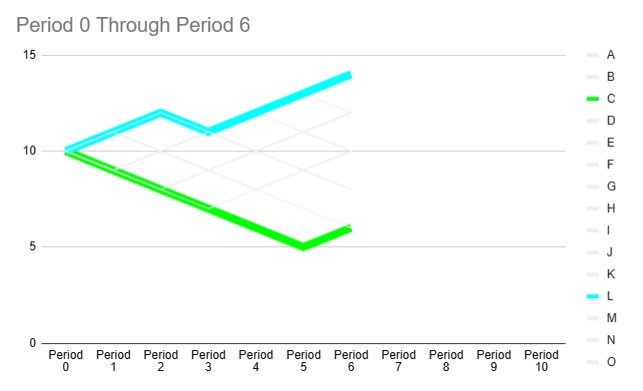 Period 0 Through Period 6
15
10
5
0
Period 0
Period 1
Period 2
Period 3
Period 4
Period 5
Period 6
Period 7
Period 8
Period 9
Period 10
A
B
C
D
E
F
G
H
I
J
K
L
M
N
O